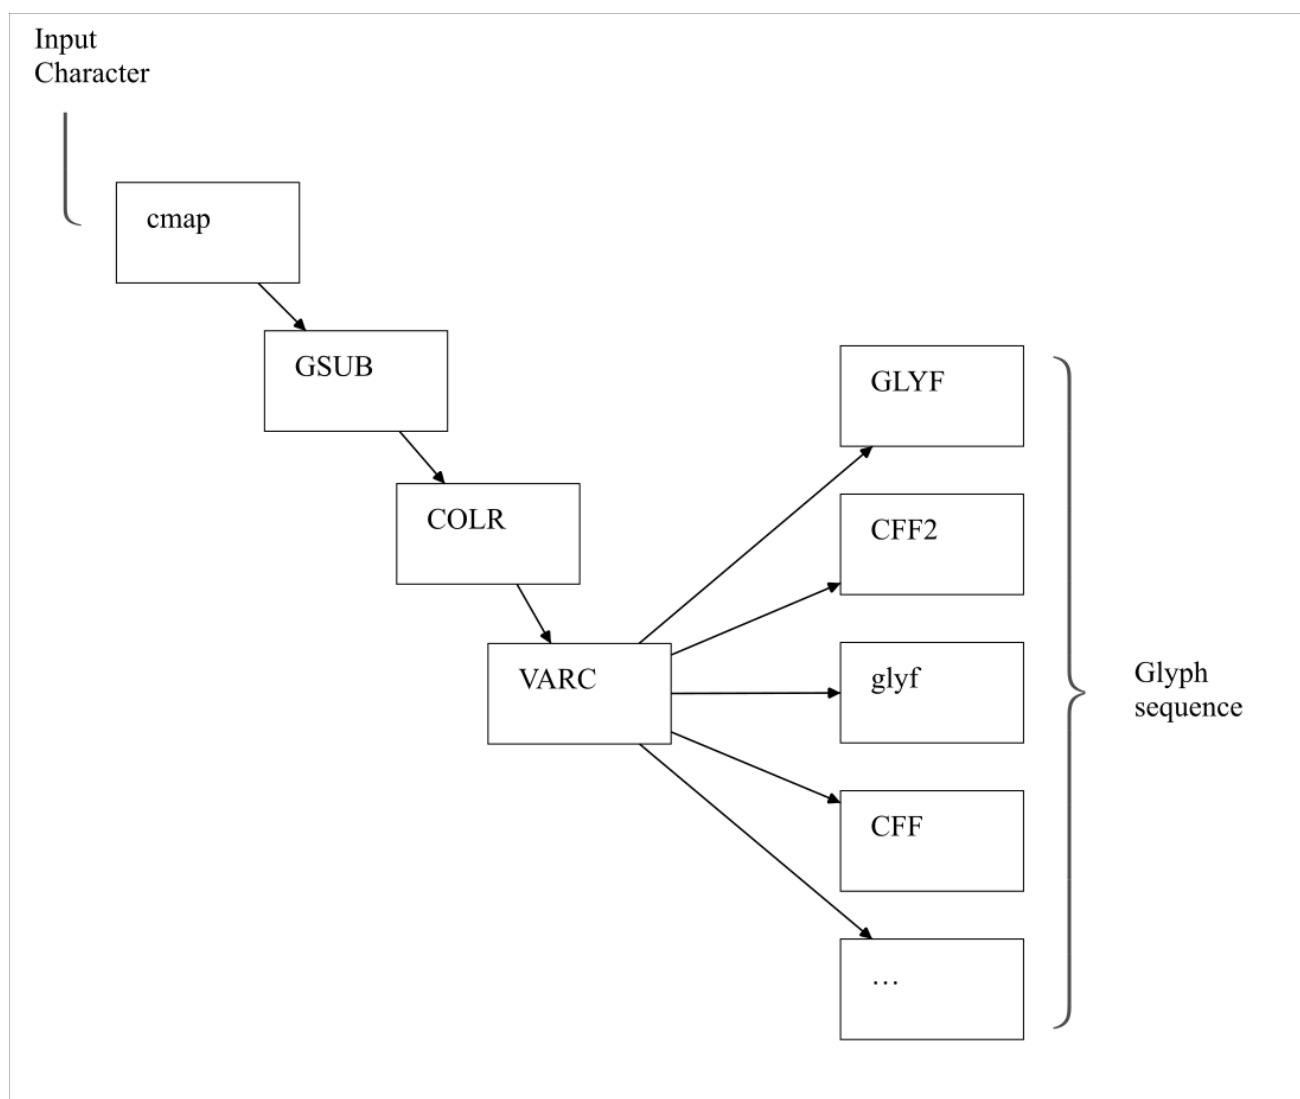 Input
Character
cmap
GSUB
COLR
VARC
GLYF
CFF2
glyf
CFF
…
Glyph
sequence